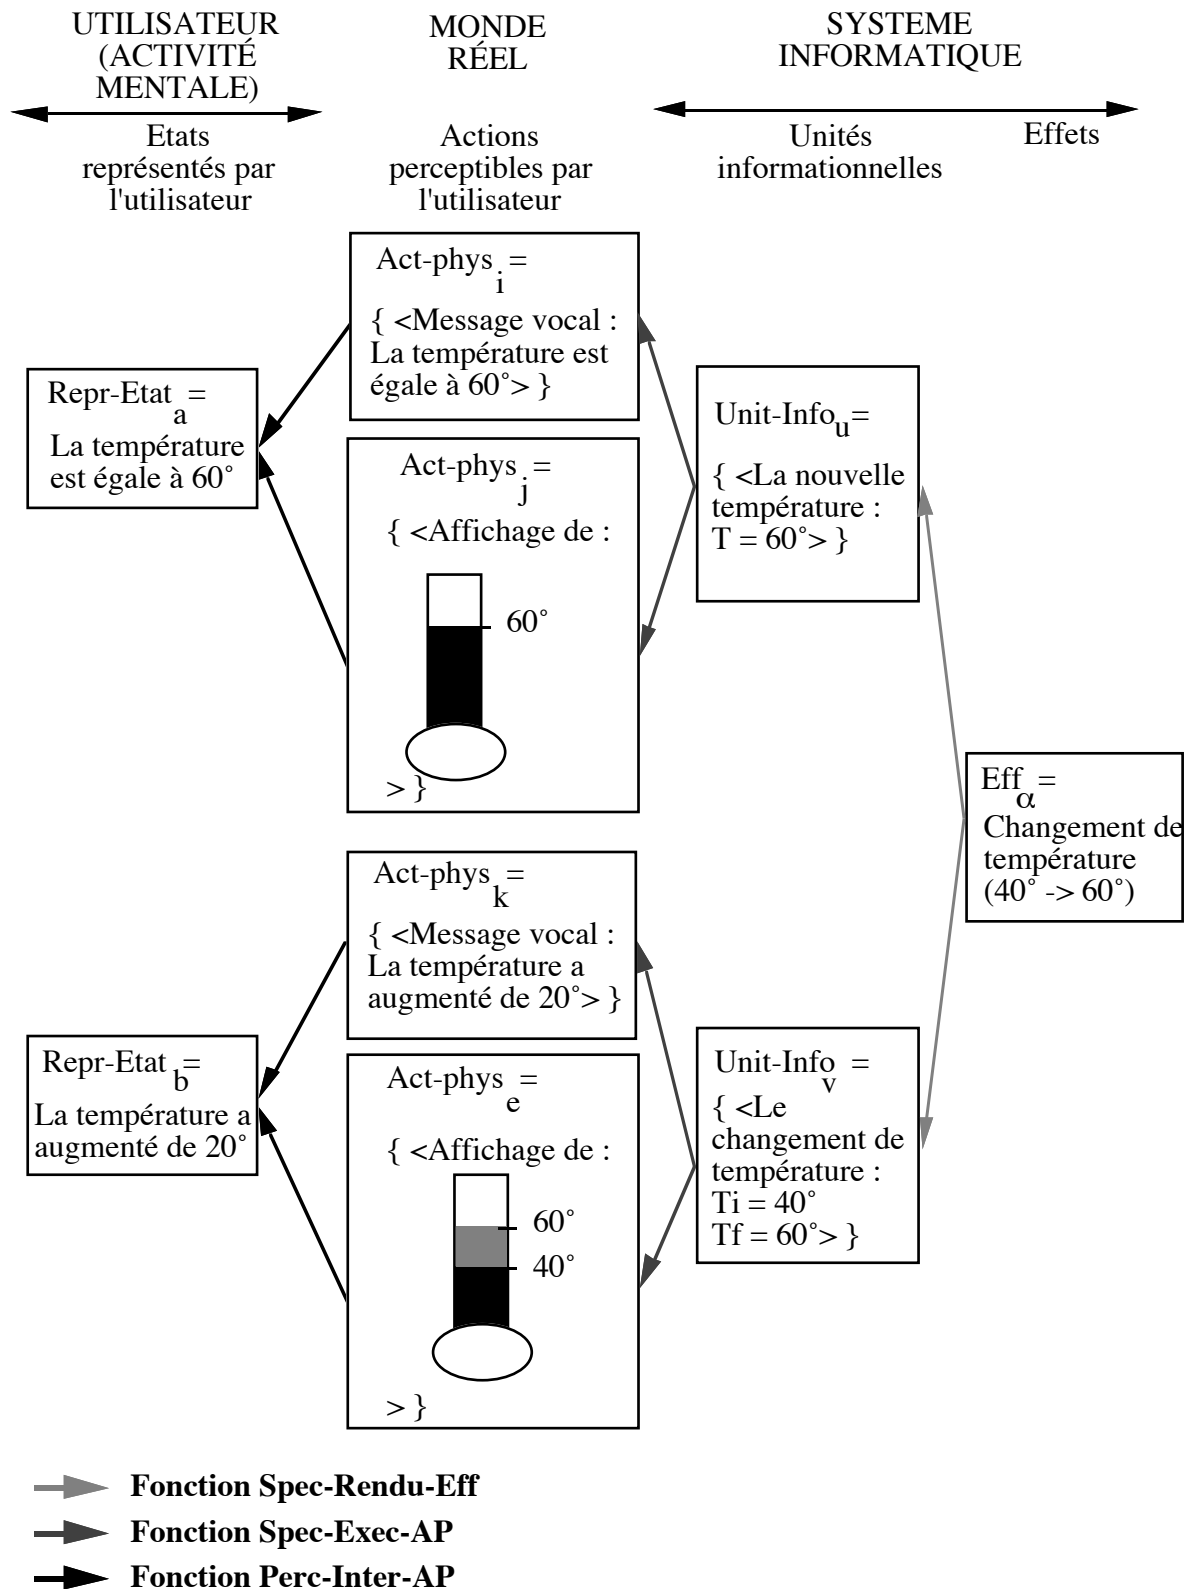 UTILISATEUR
(ACTIVITÉ
MENTALE)
MONDE
RÉEL
SYSTEME
INFORMATIQUE
Etats
représentés par
l'utilisateur
Actions
perceptibles par
l'utilisateur
Unités
informationnelles
Effets
Act-phys i =
{ <Message vocal :
La température est
égale à 60°> }
Repr-Etat a =
La température
est égale à 60°
Act-phys j =
{ <Affichage de :
60°
> }
Unit-Info u =
{ <La nouvelle
température :
T = 60°> }
Eff α =
Changement de
température
(40° -> 60°)
Act-phys k =
{ <Message vocal :
La température a
augmenté de 20°> }
Repr-Etat b =
La température a
augmenté de 20°
Act-phys e =
{ <Affichage de :
60°
40°
> }
Unit-Info v =
{ <Le
changement de
température :
Ti = 40°
Tf = 60°> }
Fonction Spec-Rendu-Eff
Fonction Spec-Exec-AP
Fonction Perc-Inter-AP